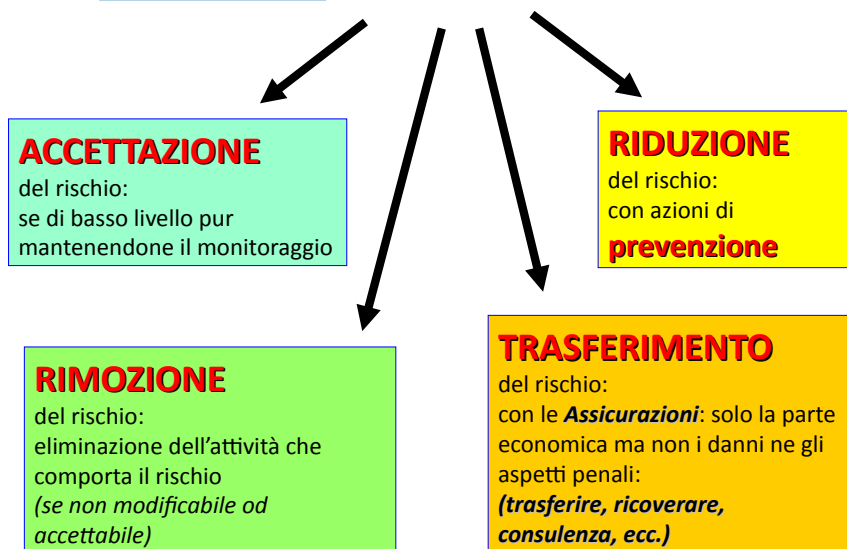 ACCETTAZIONE
del rischio:
se di basso livello pur
mantenendone il monitoraggio
RIDUZIONE
del rischio:
con azioni di
prevenzione
RIMOZIONE
del rischio:
eliminazione dell'attività che
comporta il rischio
(se non modificabile od
accettabile)
TRASFERIMENTO
del rischio:
con le Assicurazioni: solo la parte
economica ma non i danni ne gli
aspetti penali:
(trasferire, ricoverare,
consulenza, ecc.)